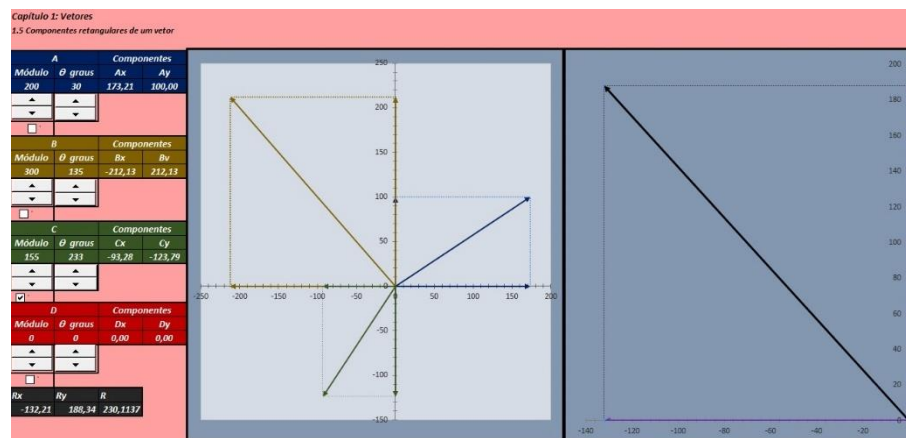 Capítulo 1: Vetores
1.5 Componentes retangulares de um vetor
A Componentes
Módulo θ graus Ax Ay
200 30 173,21 100,00
B Componentes
Módulo θ graus Bx Bv
300 135 -212,13 212,13
C Componentes
Módulo θ graus Cx Cy
155 233 -93,28 -123,79
D Componentes
Módulo θ graus Dx Dy
0 0 0,00 0,00
Rx Ry R
-132,21 188,34 230,1137
250
200
150
100
50
0
-250 -200 -150 -100 -50 0 50 100 150 200
-50
-100
-150
200
180
160
140
120
100
80
60
40
20
0
-140 -120 -100 -80 -60 -40 -20